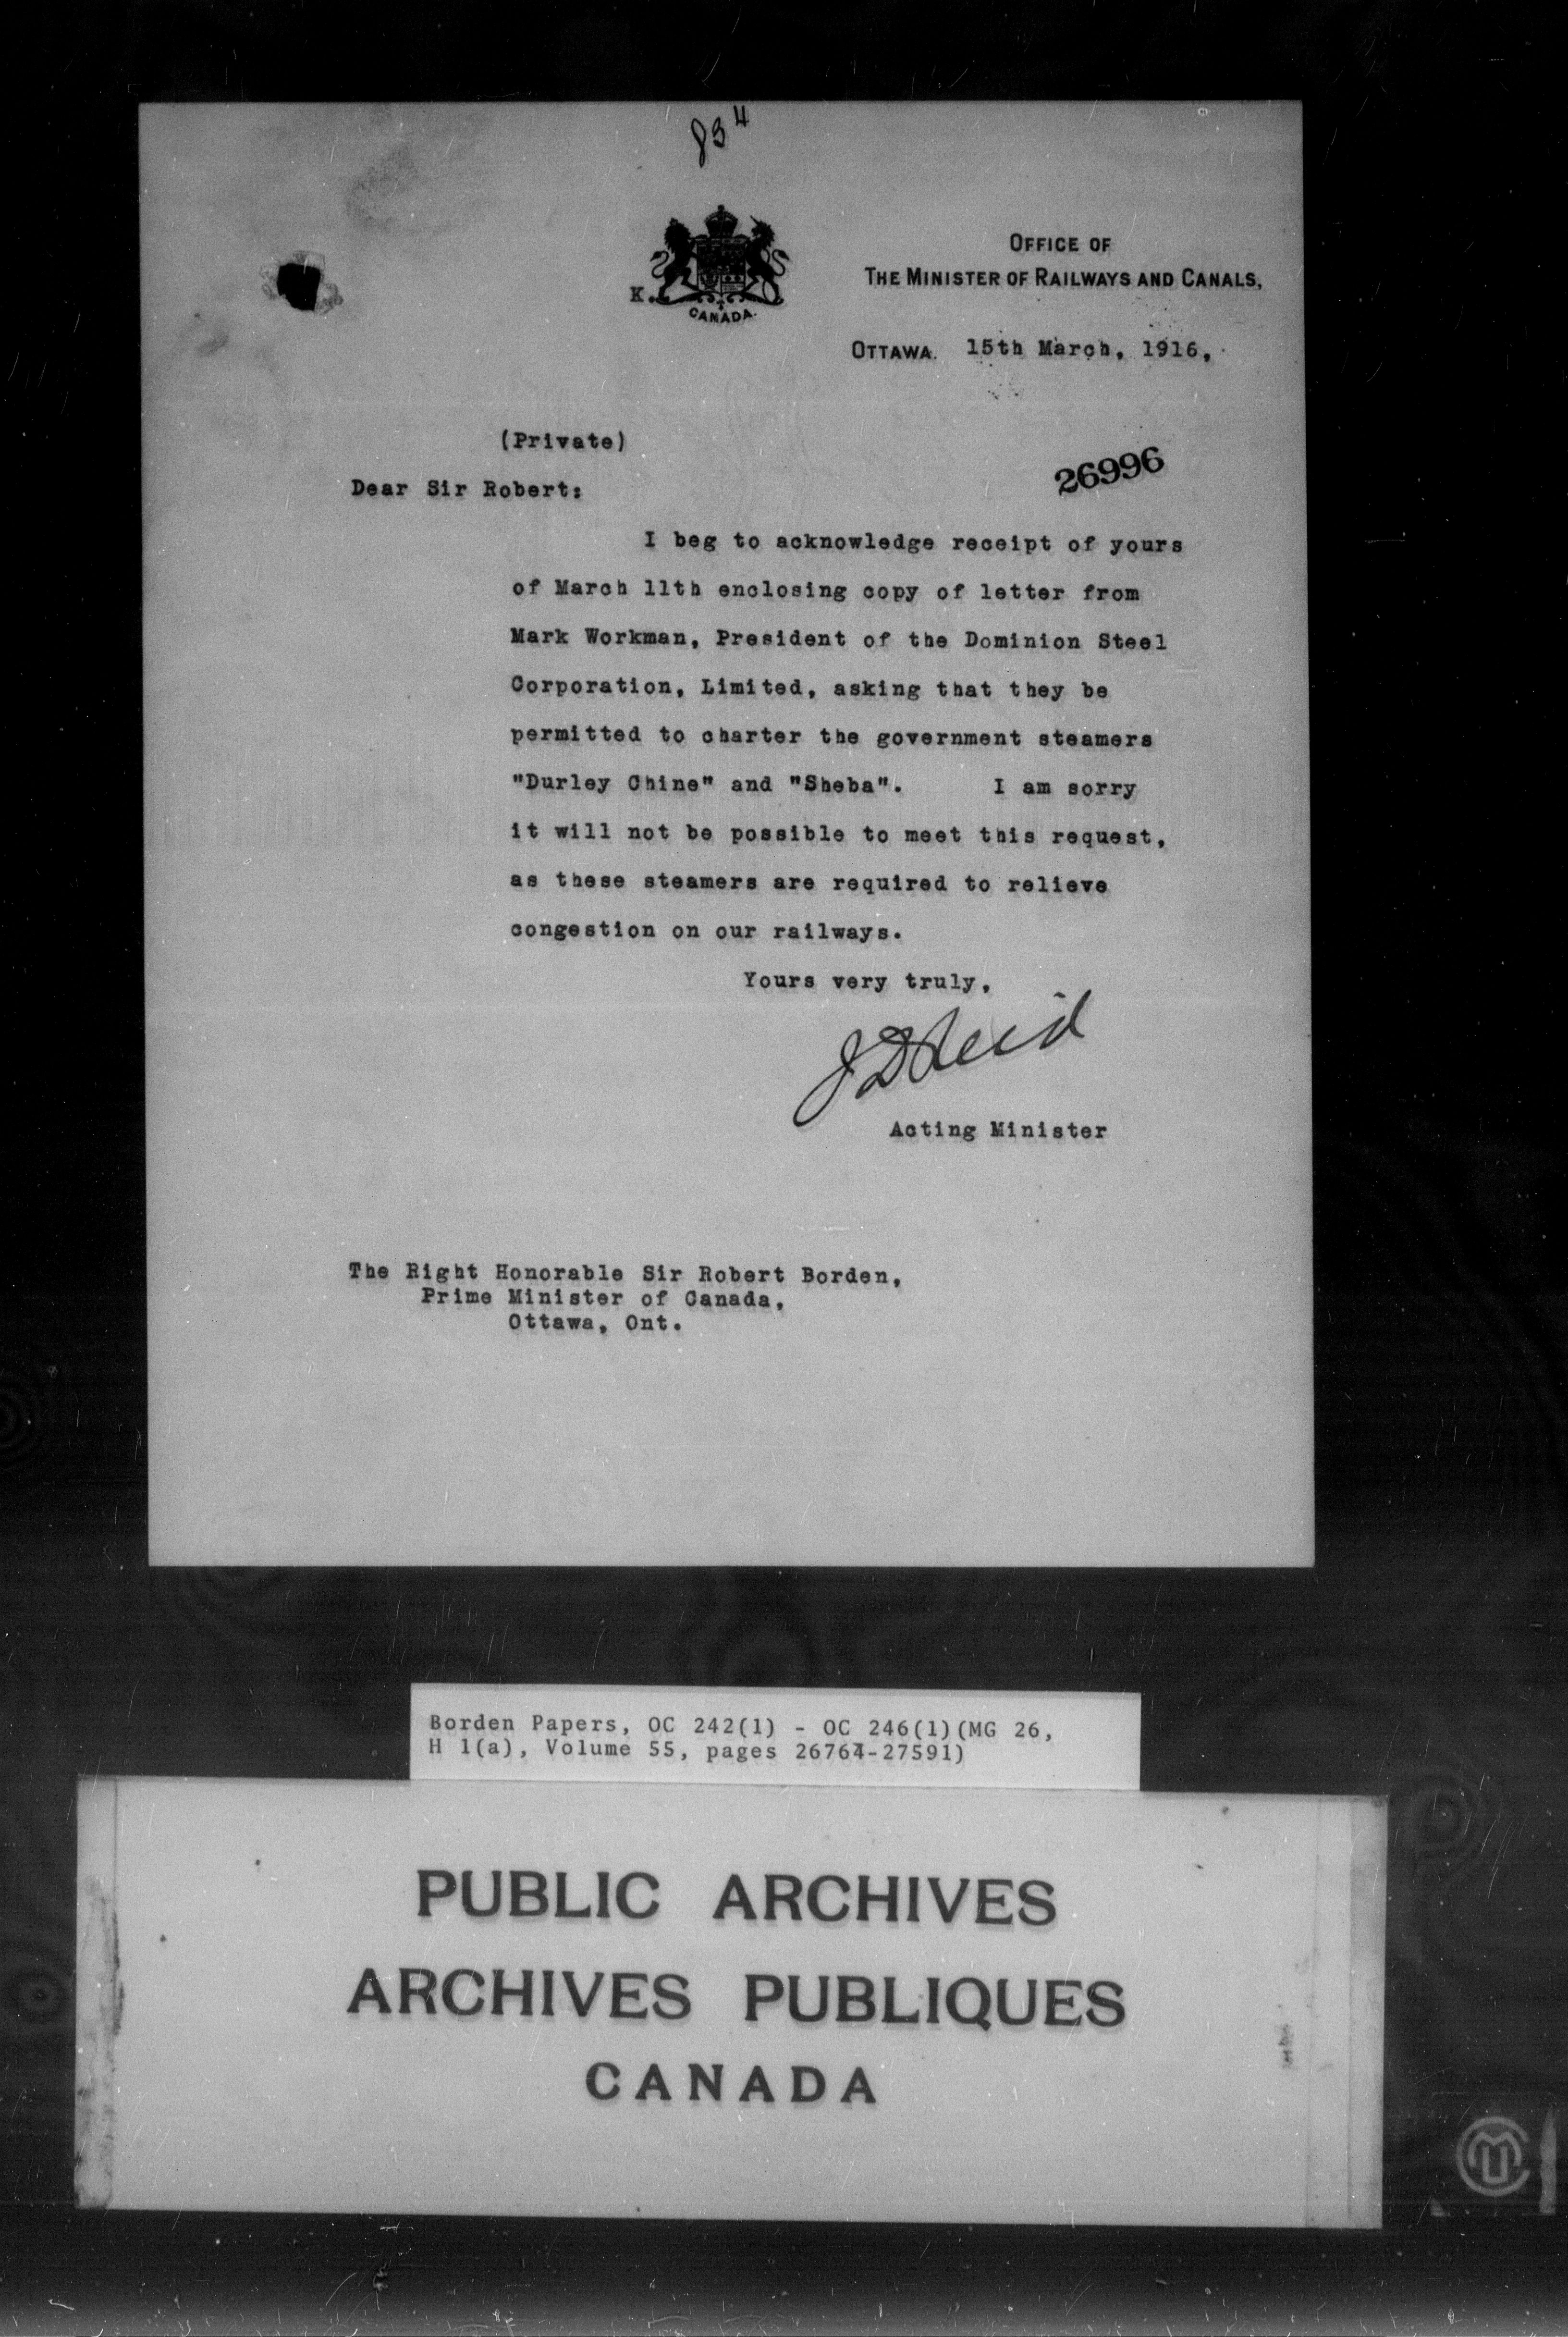 834
OFFICE OF
THE MINISTER OF RAILWAYS AND CANALS,
K.
CANADA.
OTTAWA. 15th March, 1916,
(Private)
26996
Dear Sir Robert:
I beg to acknowledge receipt of yours
of March 11th enclosing copy of letter from
Mark Workman, President of the Dominion Steel
Corporation, Limited, asking that they be
permitted to charter the government steamers
"Durley Chine" and "Sheba". I am sorry
it will not be possible to meet this request,
as these steamers are required to relieve
congestion on our railways.
Yours very truly,
J D Reid
Acting Minister
The Right Honorable Sir Robert Borden,
Prime Minister of Canada,
Ottawa, Ont.
Borden Papers, OC 242(1) - OC 246(1)(MG 26,
H 1(a), Volume 55, pages 26764-27591)
PUBLIC ARCHIVES
ARCHIVES PUBLIQUES
CANADA